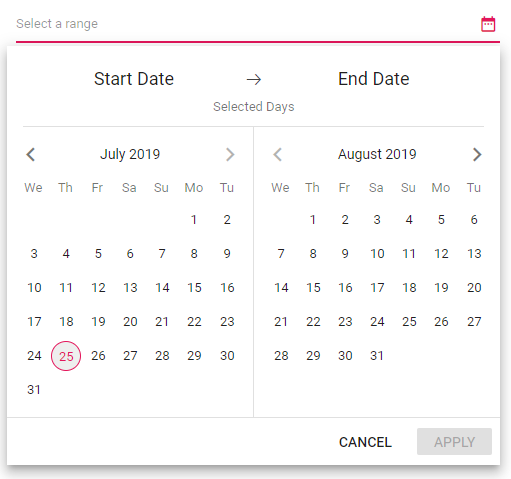 Select a range
Start Date → End Date
Selected Days
July 2019
We Th Fr Sa Su Mo Tu
1 2
3 4 5 6 7 8 9
10 11 12 13 14 15 16
17 18 19 20 21 22 23
24 25 26 27 28 29 30
31
August 2019
We Th Fr Sa Su Mo Tu
1 2 3 4 5 6
7 8 9 10 11 12 13
14 15 16 17 18 19 20
21 22 23 24 25 26 27
28 29 30 31
CANCEL APPLY